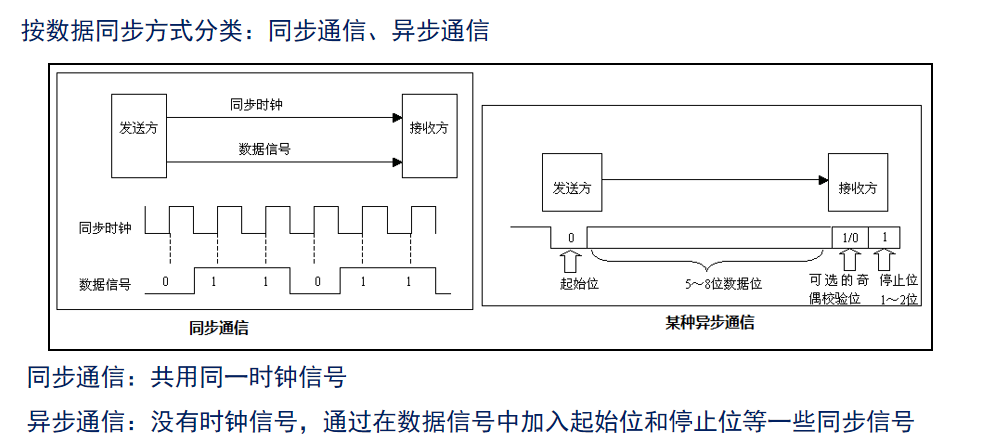 按数据同步方式分类：同步通信、异步通信
同步时钟
发送方
接收方
数据信号
同步时钟
数据信号
0 1 1 0 1 1
同步通信
发送方
接收方
0
1/0
1
起始位
5～8位数据位
可选的奇
偶校验位
停止位
1～2位
某种异步通信
同步通信：共用同一时钟信号
异步通信：没有时钟信号，通过在数据信号中加入起始位和停止位等一些同步信号